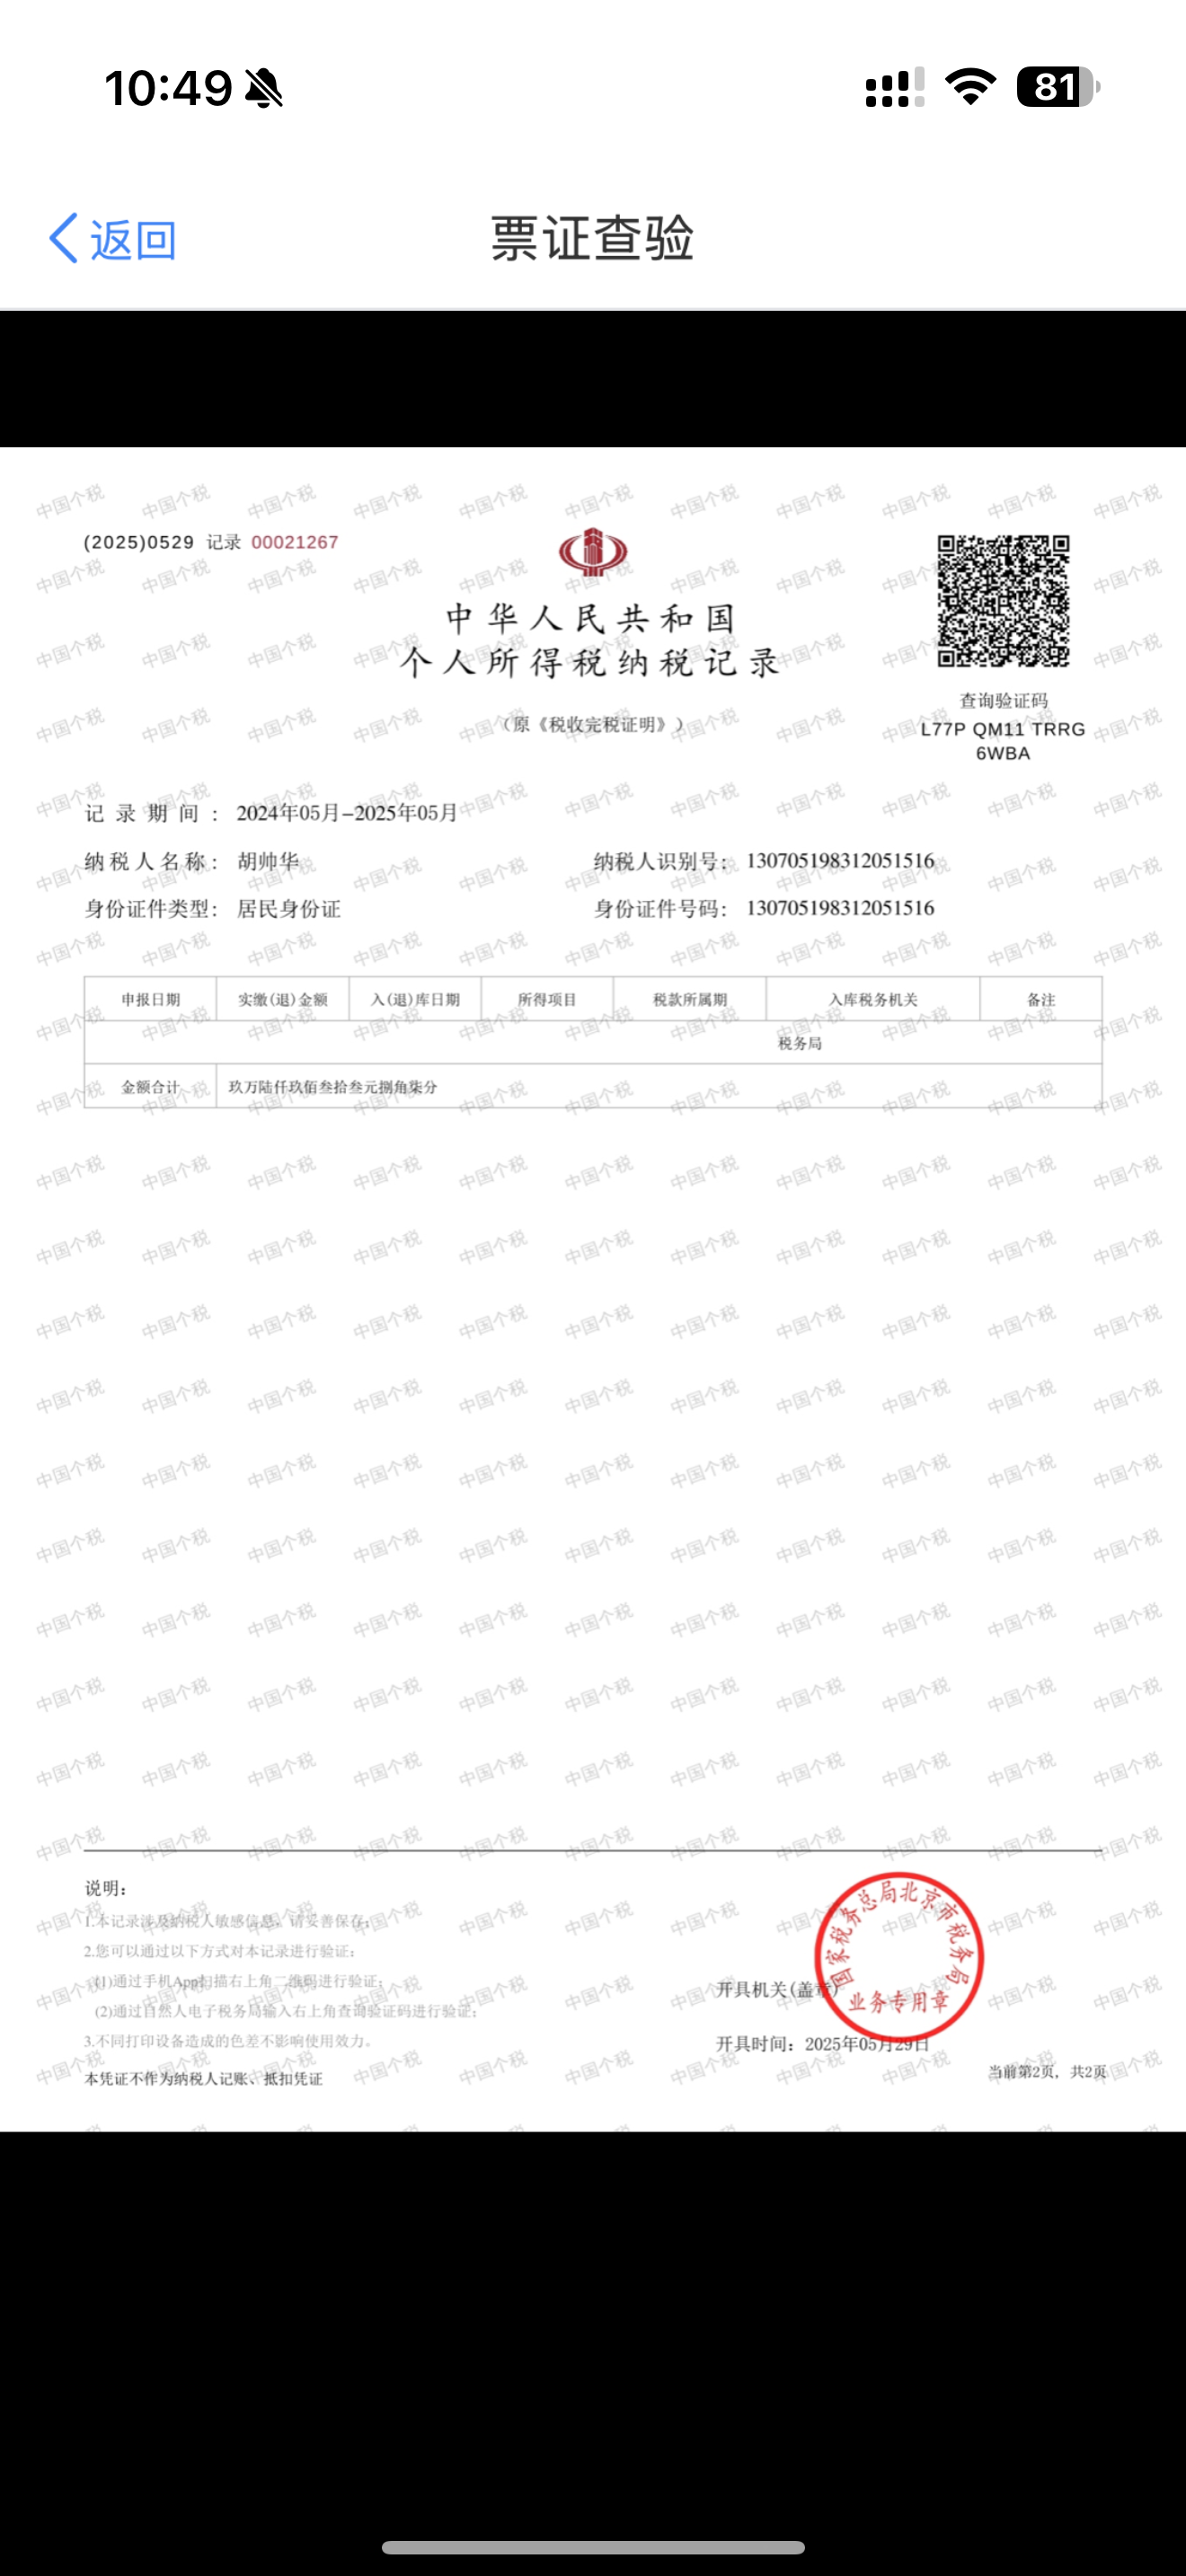 10:49
81
返回
票证查验
(2025)0529 记录 00021267
中华人民共和国
个人所得税纳税记录
（原《税收完税证明》）
查询验证码
L77P QM11 TRRG
6WBA
记录期间： 2024年05月-2025年05月
纳税人名称： 胡帅华 纳税人识别号： 130705198312051516
身份证件类型： 居民身份证 身份证件号码： 130705198312051516
申报日期 实缴(退)金额 入(退)库日期 所得项目 税款所属期 入库税务机关 备注
税务局
金额合计 玖万陆仟玖佰叁拾叁元捌角柒分
说明：
1.本记录涉及纳税人敏感信息，请妥善保存；
2.您可以通过以下方式对本记录进行验证：
(1)通过手机App扫描右上角二维码进行验证；
(2)通过自然人电子税务局输入右上角查询验证码进行验证；
3.不同打印设备造成的色差不影响使用效力。
本凭证不作为纳税人记账、抵扣凭证
国家税务总局北京市税务局
业务专用章
开具机关(盖章)
开具时间：2025年05月29日
当前第2页，共2页
中国个税